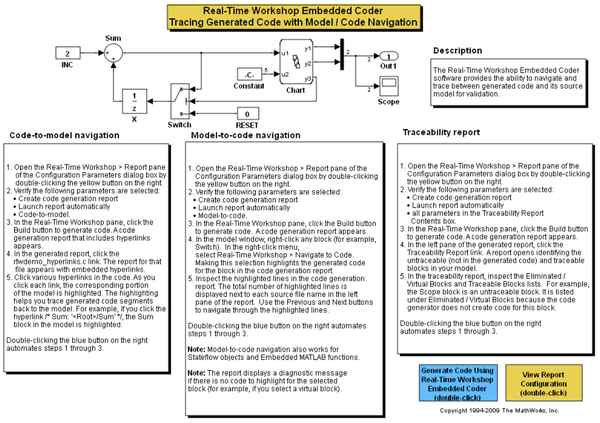 Real-Time Workshop Embedded Coder
Tracing Generated Code with Model / Code Navigation
Sum
2
INC
1
z
X
Switch
-C-
Constant
5
0
RESET
u1
u2
y1
y2
y3
Chart
2
2
1
Out1
2
Scope
Description
The Real-Time Workshop Embedded Coder
software provides the ability to navigate and
trace between generated code and its source
model for validation.
Code-to-model navigation
1. Open the Real-Time Workshop > Report pane
of the Configuration Parameters dialog box by
double-clicking the yellow button on the right.
2. Verify the following parameters are selected:
• Create code generation report
• Launch report automatically
• Code-to-model.
3. In the Real-Time Workshop pane, click the
Build button to generate code. A code
generation report that includes hyperlinks
appears.
4. In the generated report, click the
rtwdemo_hyperlinks.c link. The report for that
file appears with embedded hyperlinks.
5. Click various hyperlinks in the code. As you
click each link, the corresponding portion
of the model is highlighted. The highlighting
helps you trace generated code segments
back to the model. For example, if you click the
hyperlink /* Sum: '<Root>/Sum' */, the Sum
block in the model is highlighted.
Double-clicking the blue button on the right
automates steps 1 through 3.
Model-to-code navigation
1. Open the Real-Time Workshop > Report pane of the
Configuration Parameters dialog box by double-clicking
the yellow button on the right.
2. Verify the following parameters are selected:
• Create code generation report
• Launch report automatically
• Model-to-code.
3. In the Real-Time Workshop pane, click the Build button
to generate code. A code generation report appears.
4. In the model window, right-click any block (for example,
Switch). In the right-click menu,
select Real-Time Workshop > Navigate to Code.
Making this selection highlights the generated code
for the block in the code generation report.
5. Inspect the highlighted lines in the code generation
report. The total number of highlighted lines is
displayed next to each source file name in the left
pane of the report. Use the Previous and Next buttons
to navigate through the highlighted lines.
Double-clicking the blue button on the right automates
steps 1 through 3.
Note: Model-to-code navigation also works for
Stateflow objects and Embedded MATLAB functions.
Note: The report displays a diagnostic message
if there is no code to highlight for the selected
block (for example, if you select a virtual block).
Traceability report
1. Open the Real-Time Workshop > Report pane of the
Configuration Parameters dialog box by double-clicking
the yellow button on the right.
2. Verify the following parameters are selected:
• Create code generation report
• Launch report automatically
• all parameters in the Traceability Report
Contents box.
3. In the Real-Time Workshop pane, click the Build button
to generate code. A code generation report appears.
4. In the left pane of the generated report, click the
Traceability Report link. A report opens identifying the
untraceable (not in the generated code) and traceable
blocks in your model.
5. In the traceability report, inspect the Eliminated /
Virtual Blocks and Traceable Blocks lists. For example,
the Scope block is an untraceable block. It is listed
under Eliminated / Virtual Blocks because the code
generator does not create code for this block.
Double-clicking the blue button on the right automates
steps 1 through 3.
Generate Code Using
Real-Time Workshop
Embedded Coder
(double-click)
View Report
Configuration
(double-click)
Copyright 1994-2009 The MathWorks, Inc.